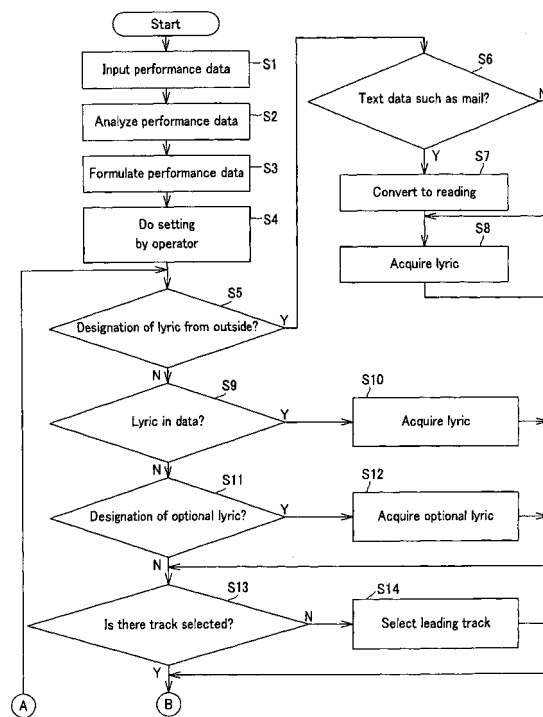 Start
Input performance data
S1
Analyze performance data
S2
Formulate performance data
S3
Do setting
by operator
S4
S5
Designation of lyric from outside?
Y
N
S6
Text data such as mail?
N
Y
S7
Convert to reading
S8
Acquire lyric
S9
Lyric in data?
Y
N
S10
Acquire lyric
S11
Designation of optional lyric?
Y
N
S12
Acquire optional lyric
S13
Is there track selected?
N
Y
S14
Select leading track
A
B